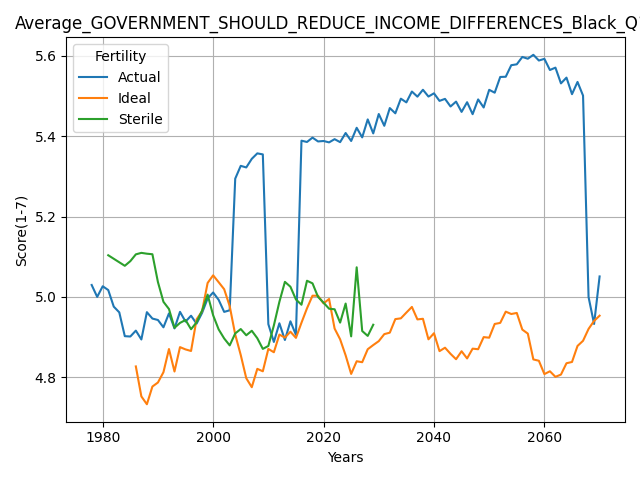 Average_GOVERNMENT_SHOULD_REDUCE_INCOME_DIFFERENCES_Black_Q
Fertility
Actual
Ideal
Sterile
Score(1-7)
5.6
5.4
5.2
5.0
4.8
1980 2000 2020 2040 2060
Years